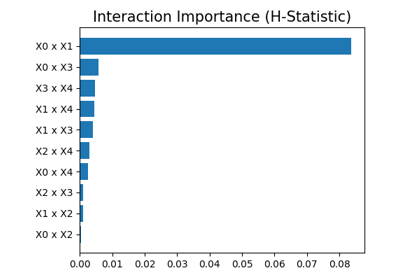 Interaction Importance (H-Statistic)
X0 x X1
X0 x X3
X3 x X4
X1 x X4
X1 x X3
X2 x X4
X0 x X4
X2 x X3
X1 x X2
X0 x X2
0.00 0.01 0.02 0.03 0.04 0.05 0.06 0.07 0.08